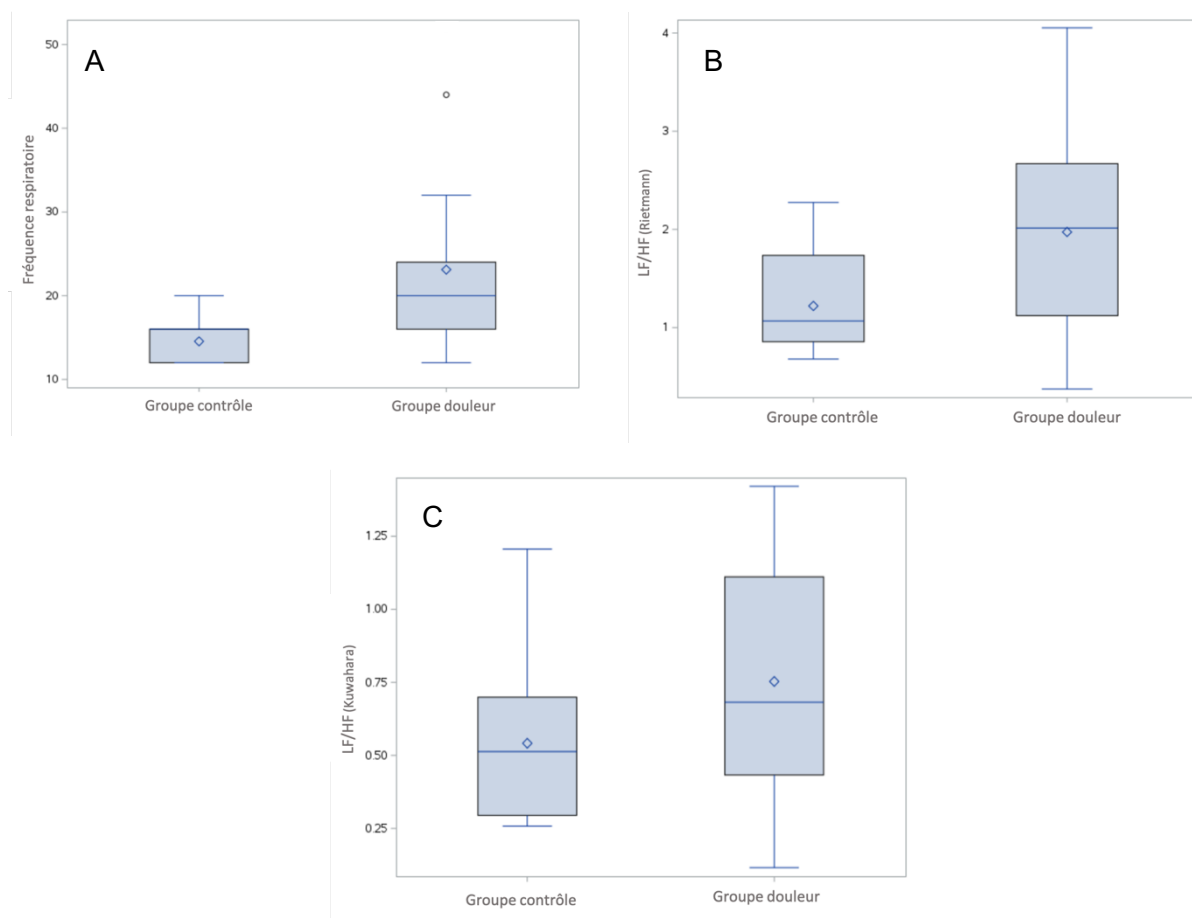 A
Fréquence respiratoire
50
40
30
20
10
Groupe contrôle
Groupe douleur
B
LF/HF (Rietmann)
4
3
2
1
Groupe contrôle
Groupe douleur
C
LF/HF (Kuwahara)
1.25
1.00
0.75
0.50
0.25
Groupe contrôle
Groupe douleur